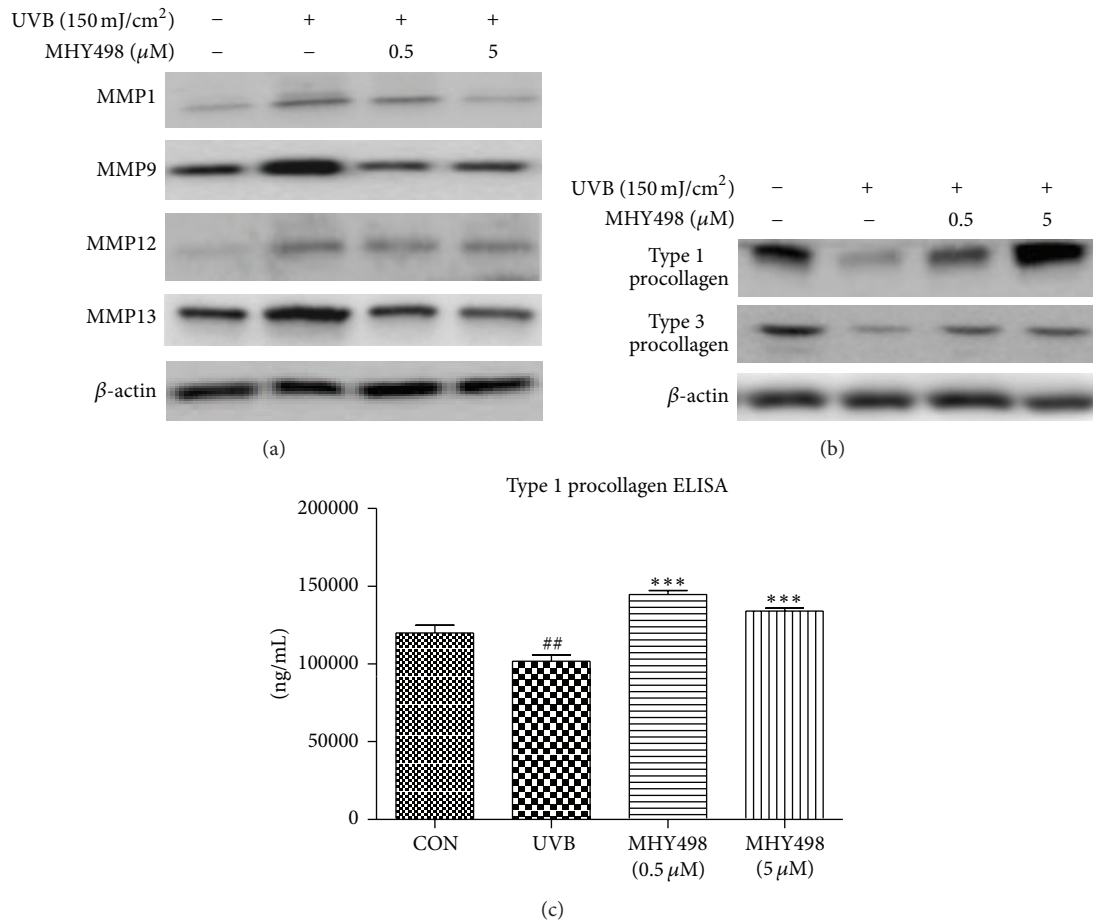 UVB (150 mJ/cm²) − + + +
MHY498 (μM) − − 0.5 5
MMP1
MMP9
MMP12
MMP13
β-actin
(a)
UVB (150 mJ/cm²) − + + +
MHY498 (μM) − − 0.5 5
Type 1
procollagen
Type 3
procollagen
β-actin
(b)
Type 1 procollagen ELISA
(ng/mL)
200000
150000
100000
50000
0
##
***
***
CON UVB MHY498 MHY498
(0.5 μM) (5 μM)
(c)